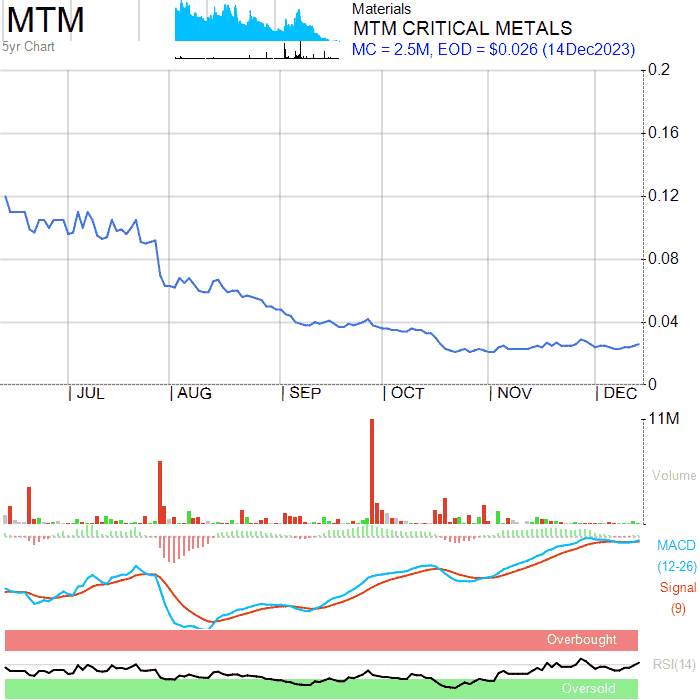 MTM
5yr Chart
Materials
MTM CRITICAL METALS
MC = 2.5M, EOD = $0.026 (14Dec2023)
0.2
0.16
0.12
0.08
0.04
0
JUL
AUG
SEP
OCT
NOV
DEC
11M
Volume
MACD
(12-26)
Signal
(9)
Overbought
RSI(14)
Oversold